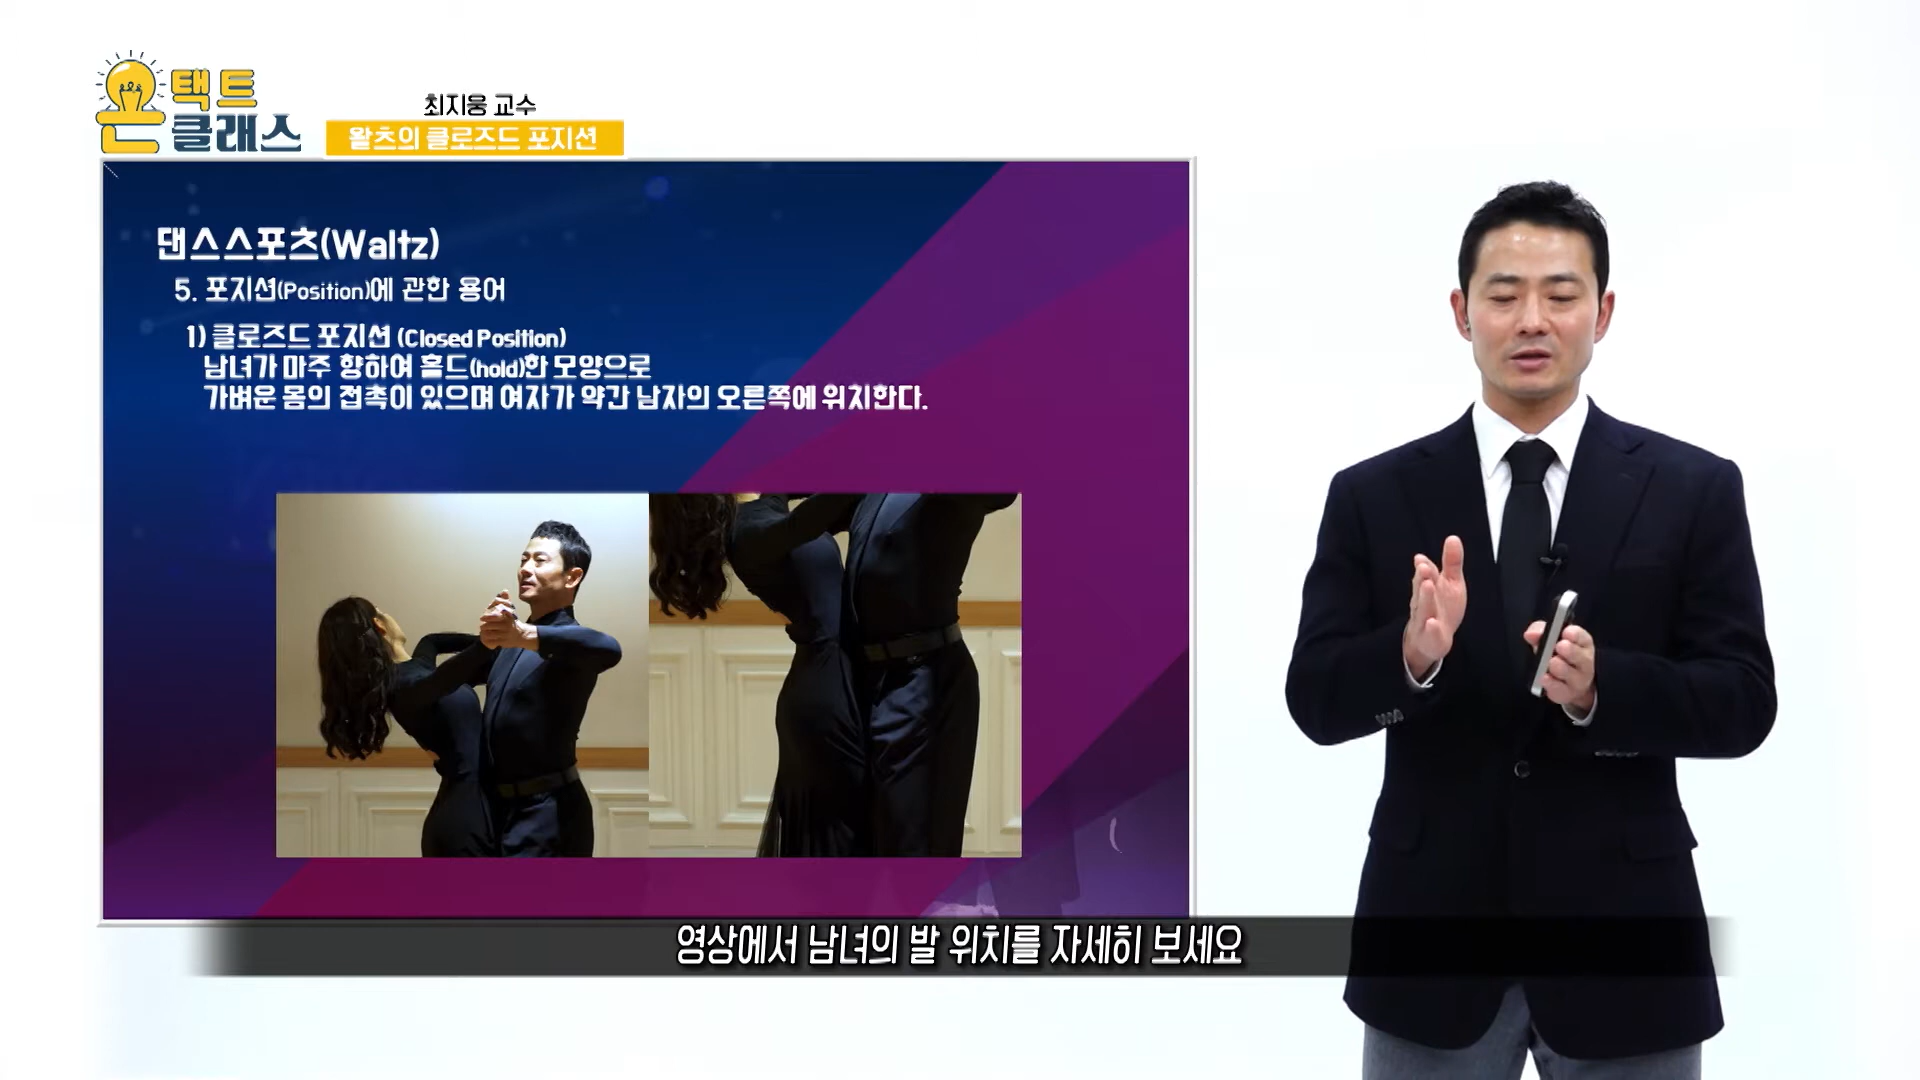 온택트
클래스
최지웅 교수
왈츠의 클로즈드 포지션
댄스스포츠(Waltz)
5. 포지션(Position)에 관한 용어
1) 클로즈드 포지션 (Closed Position)
남녀가 마주 향하여 홀드(hold)한 모양으로
가벼운 몸의 접촉이 있으며 여자가 약간 남자의 오른쪽에 위치한다.
영상에서 남녀의 발 위치를 자세히 보세요